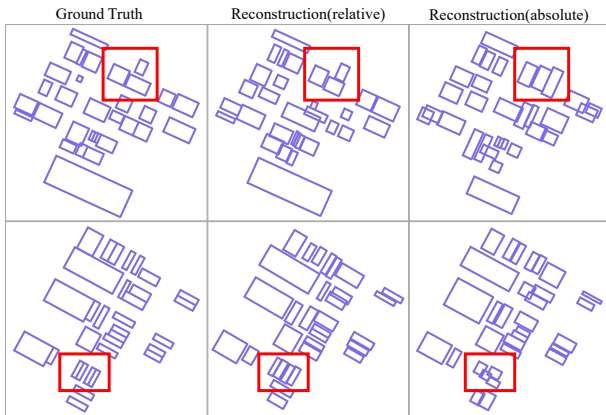 Ground Truth
Reconstruction(relative)
Reconstruction(absolute)